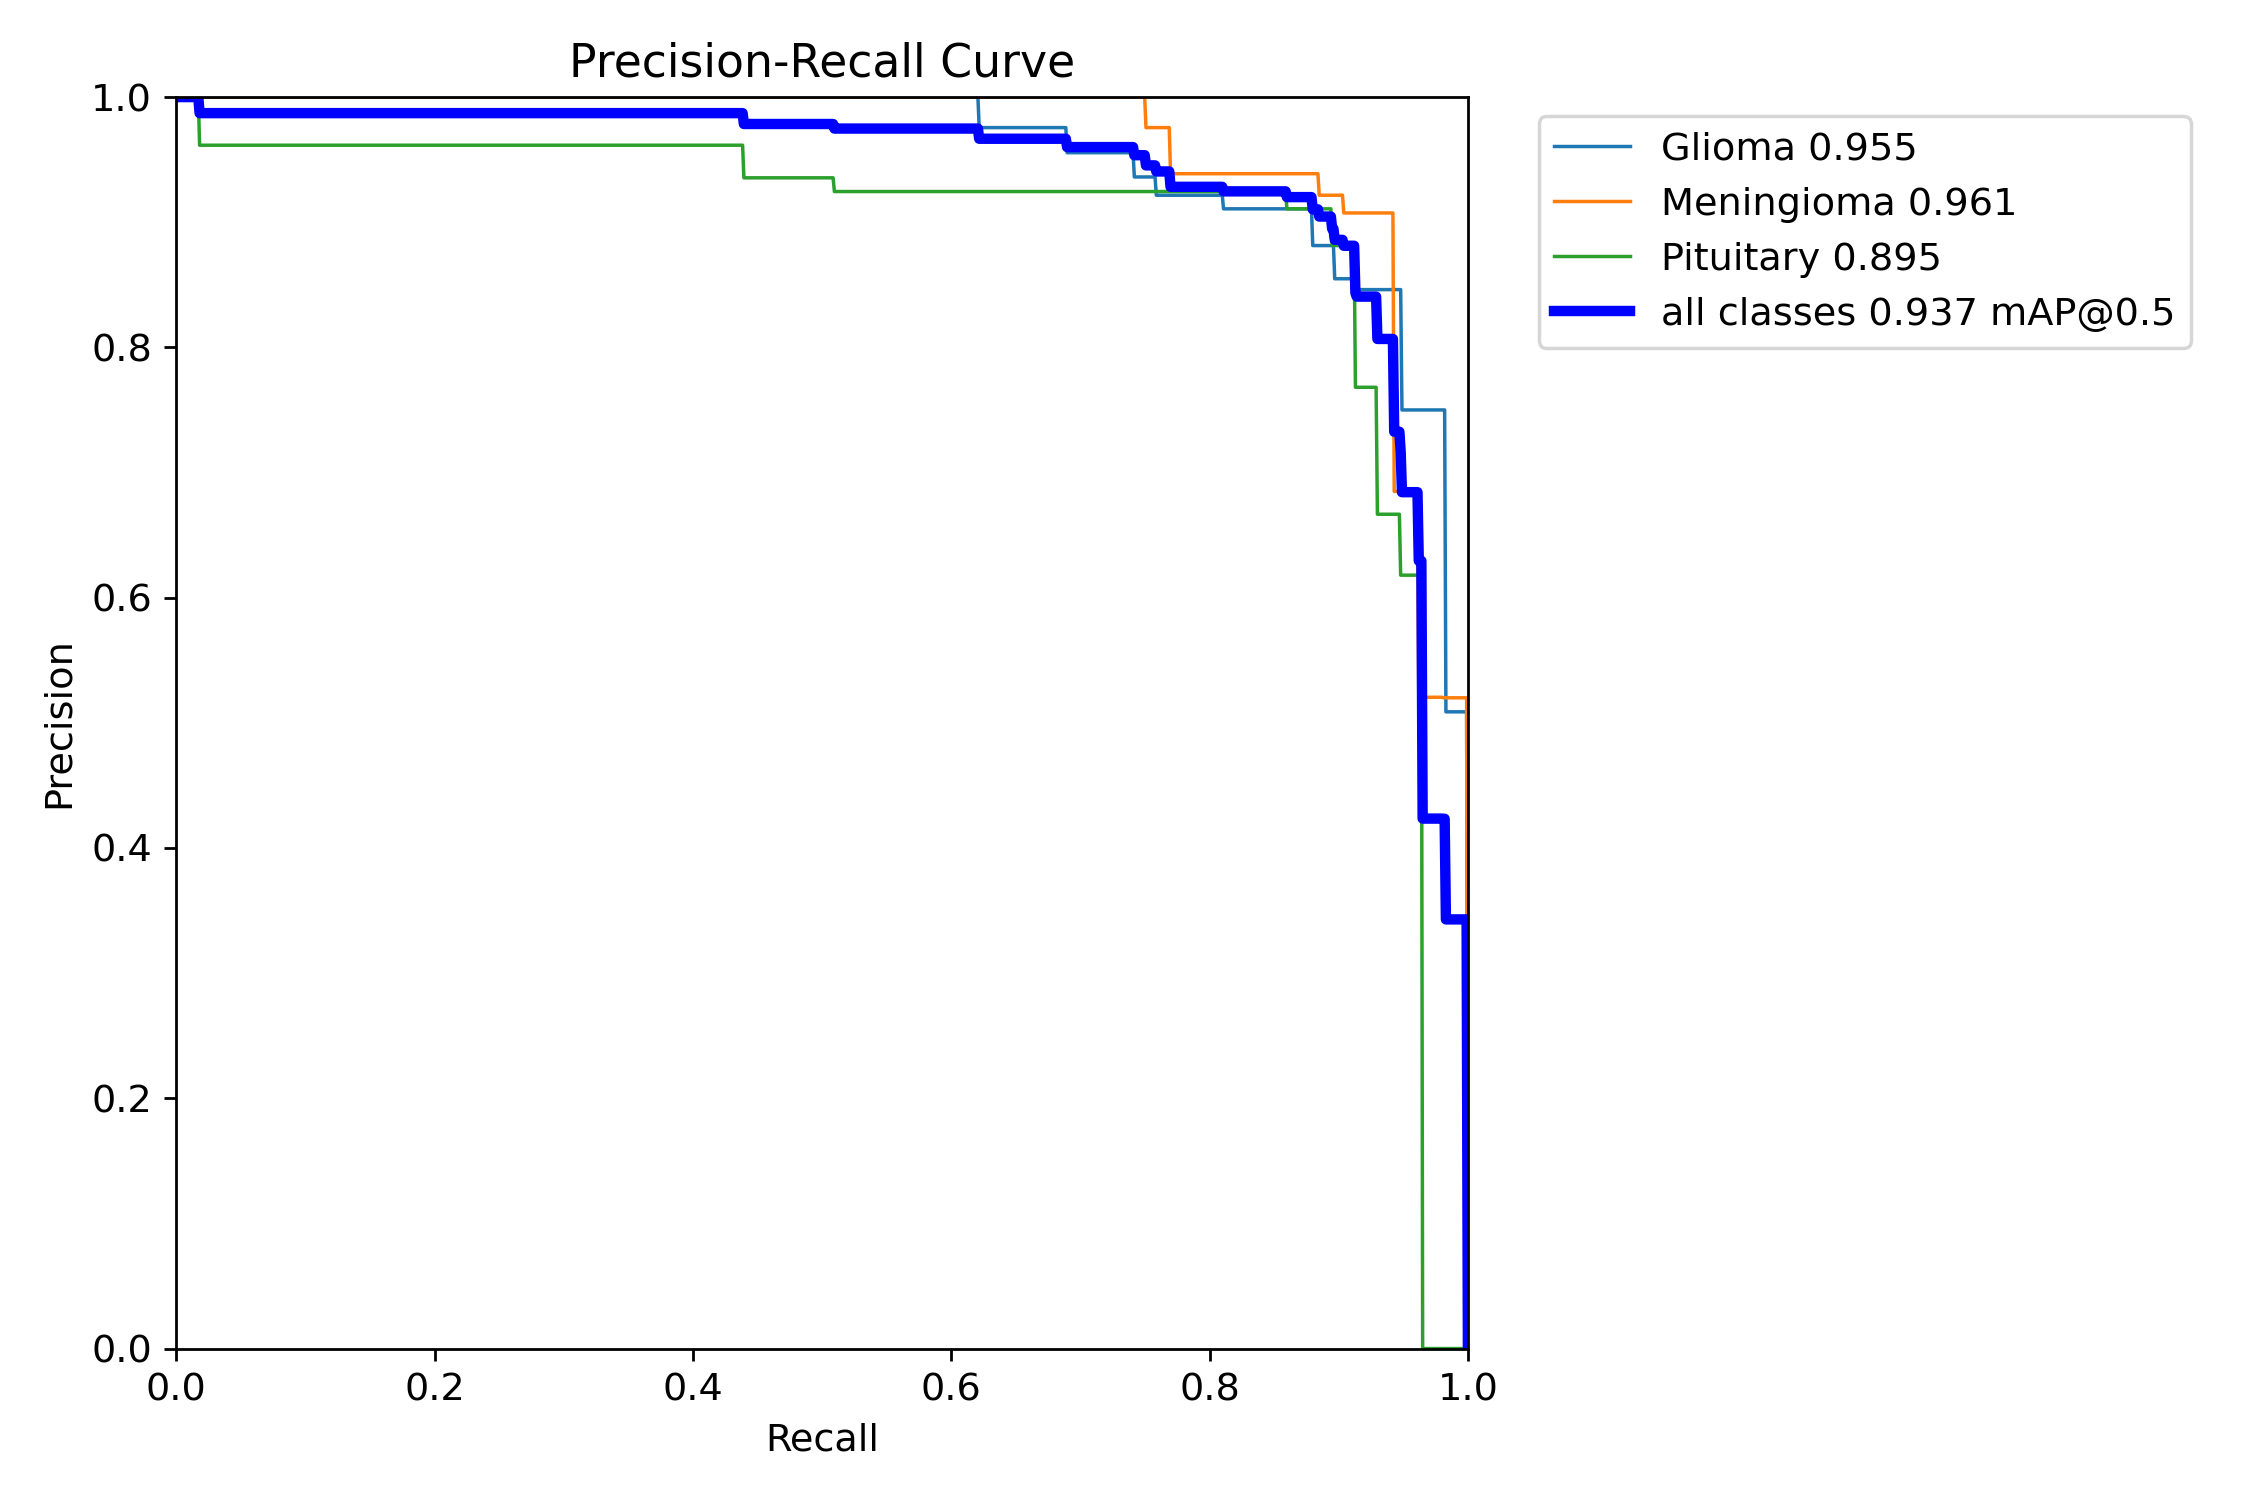 Precision-Recall Curve
1.0
0.8
0.6
0.4
0.2
0.0
Precision
0.0 0.2 0.4 0.6 0.8 1.0
Recall
Glioma 0.955
Meningioma 0.961
Pituitary 0.895
all classes 0.937 mAP@0.5